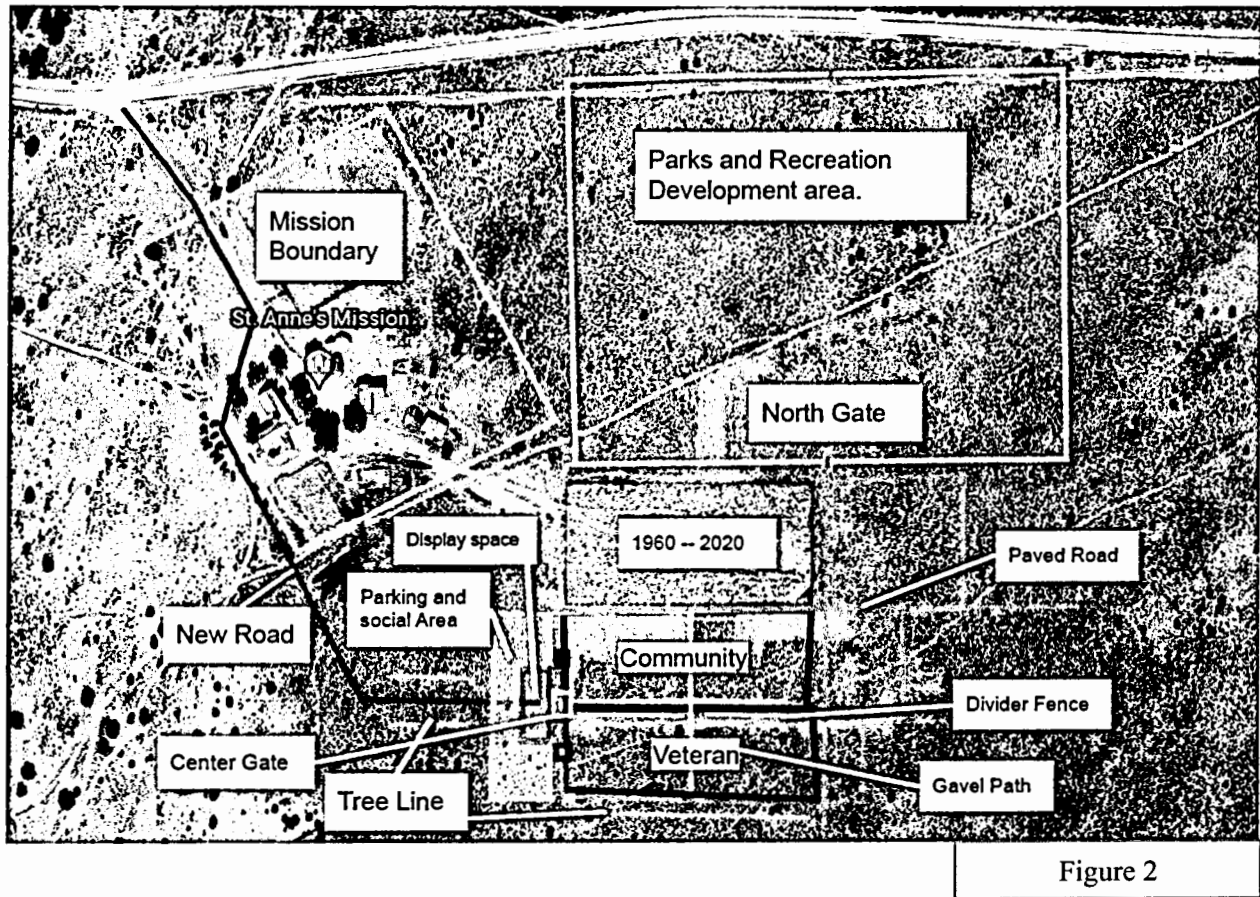 Parks and Recreation
Development area.
Mission
Boundary
St. Anne's Mission
North Gate
Display space
1960 -- 2020
Paved Road
Parking and
social Area
New Road
Community
Divider Fence
Center Gate
Veteran
Gavel Path
Tree Line
Figure 2